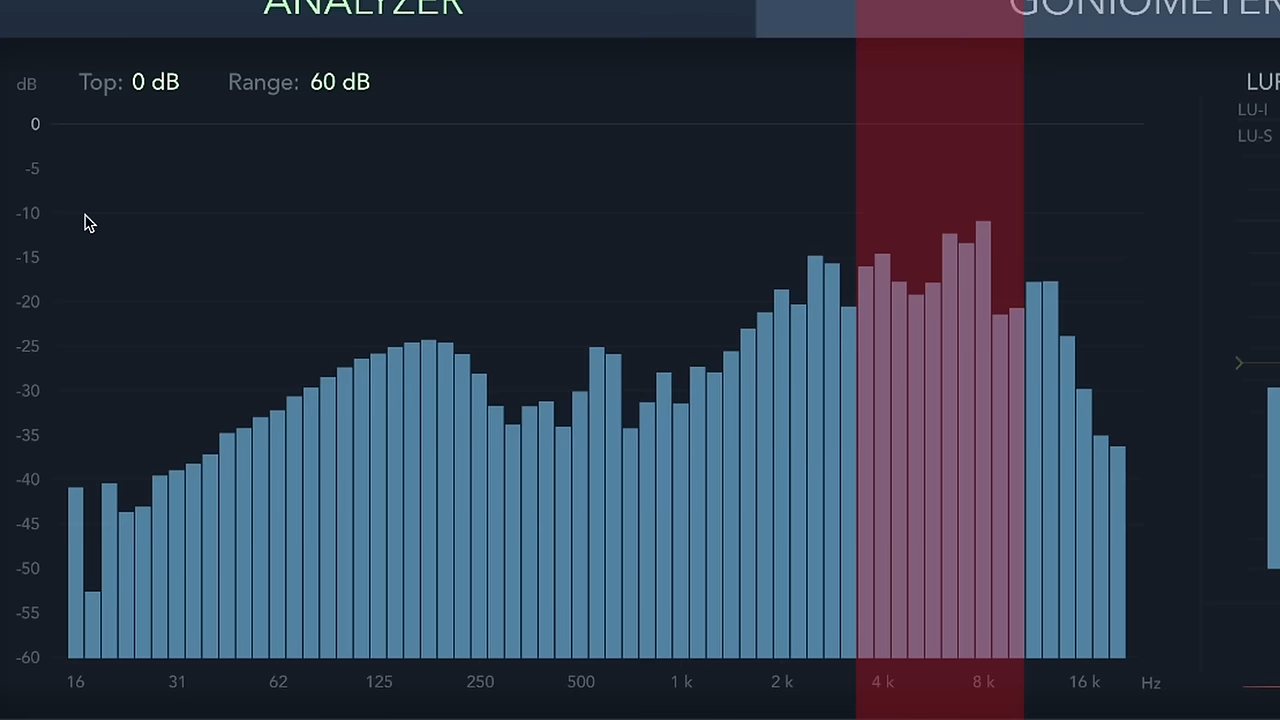 ANALYZER
GONIOMETER
dB Top: 0 dB Range: 60 dB
LU-I
LU-S
0
-5
-10
-15
-20
-25
-30
-35
-40
-45
-50
-55
-60
16 31 62 125 250 500 1 k 2 k 4 k 8 k 16 k Hz